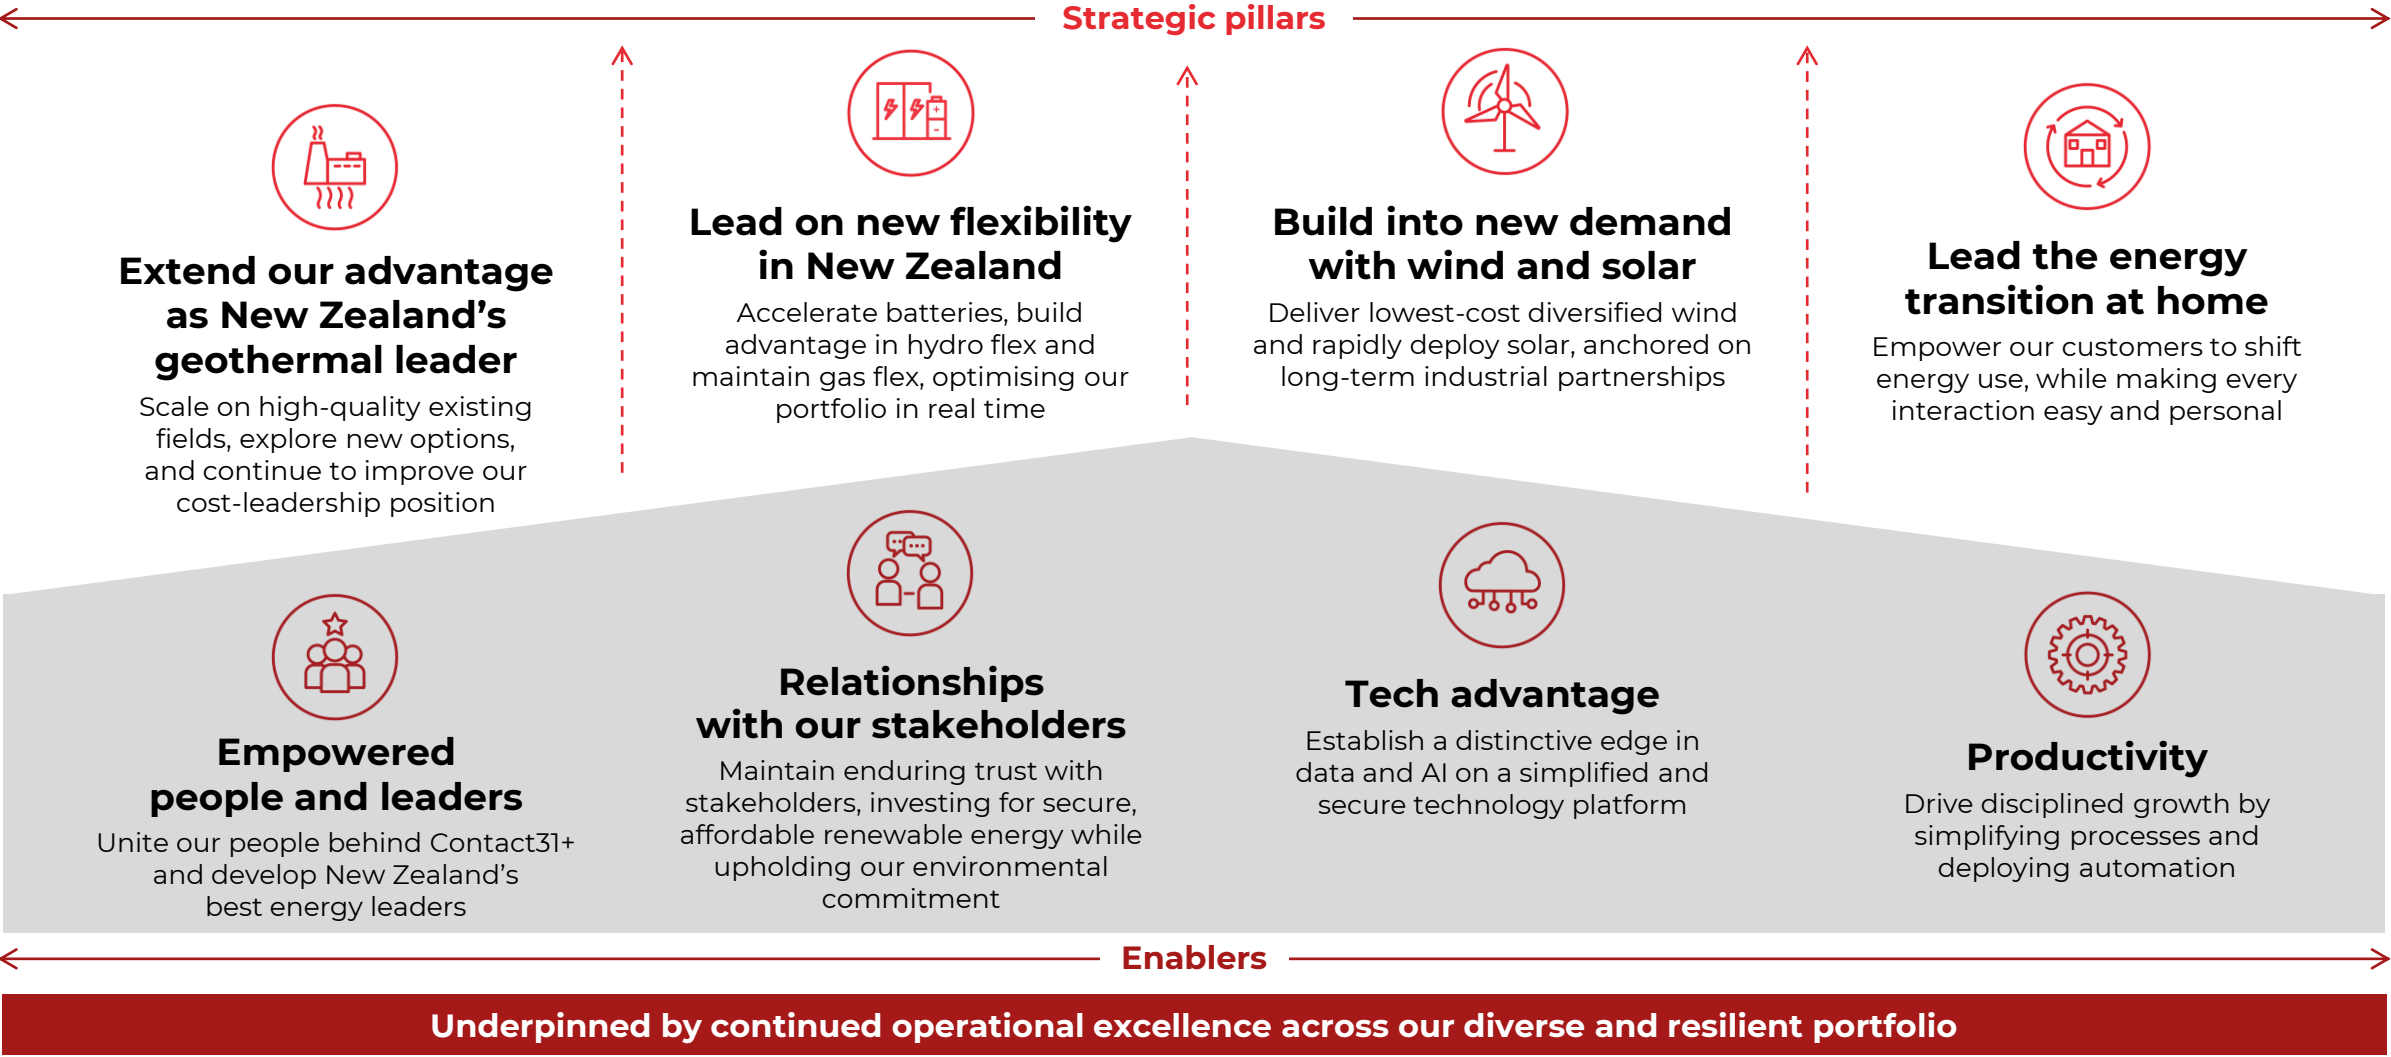 Strategic pillars
Extend our advantage
as New Zealand’s
geothermal leader
Scale on high-quality existing
fields, explore new options,
and continue to improve our
cost-leadership position
Lead on new flexibility
in New Zealand
Accelerate batteries, build
advantage in hydro flex and
maintain gas flex, optimising our
portfolio in real time
Build into new demand
with wind and solar
Deliver lowest-cost diversified wind
and rapidly deploy solar, anchored on
long-term industrial partnerships
Lead the energy
transition at home
Empower our customers to shift
energy use, while making every
interaction easy and personal
Empowered
people and leaders
Unite our people behind Contact31+
and develop New Zealand’s
best energy leaders
Relationships
with our stakeholders
Maintain enduring trust with
stakeholders, investing for secure,
affordable renewable energy while
upholding our environmental
commitment
Tech advantage
Establish a distinctive edge in
data and AI on a simplified and
secure technology platform
Productivity
Drive disciplined growth by
simplifying processes and
deploying automation
Enablers
Underpinned by continued operational excellence across our diverse and resilient portfolio